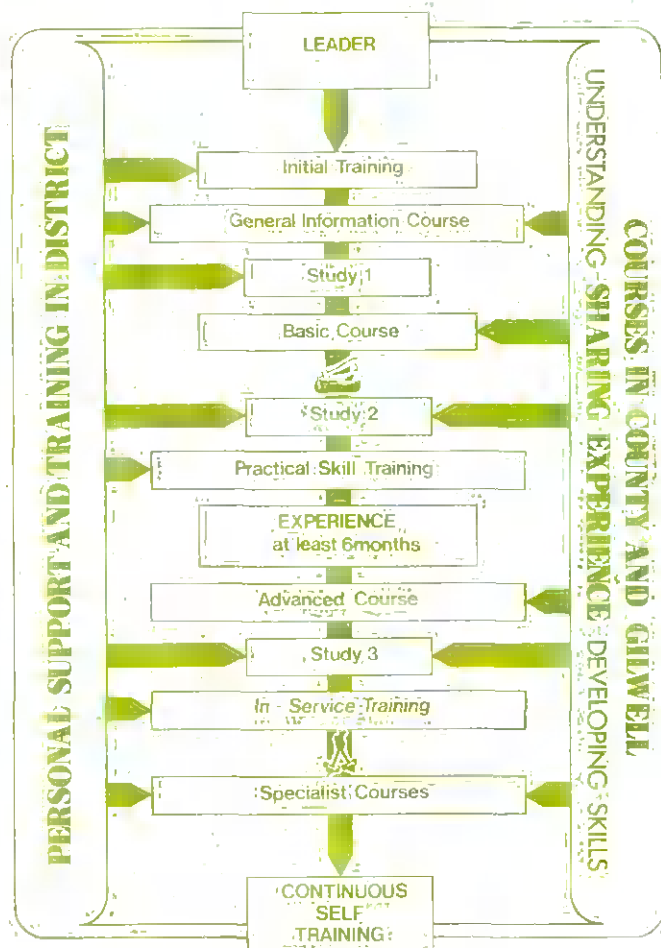 LEADER
Initial Training
General Information Course
Study 1
Basic Course
Study 2
Practical Skill Training
EXPERIENCE
at least 6months
Advanced Course
Study 3
In - Service Training
Specialist Courses
CONTINUOUS
SELF
TRAINING
PERSONAL SUPPORT AND TRAINING IN DISTRICT
UNDERSTANDING SHARING EXPERIENCE DEVELOPING SKILLS
COURSES IN COUNTY AND GILWELL